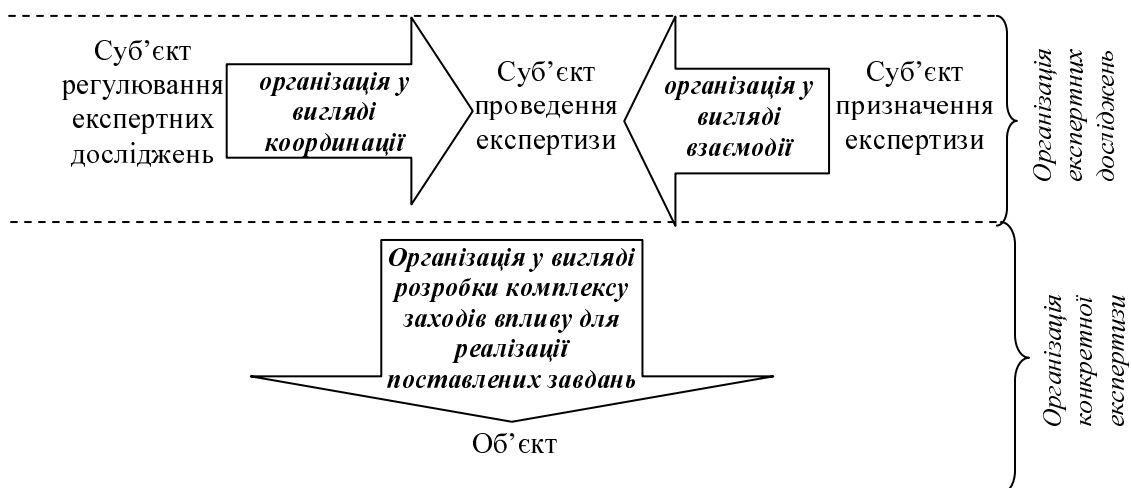 Суб’єкт
регулювання
експертних
досліджень
організація у
вигляді
координації
Суб’єкт
проведення
експертизи
організація у
вигляді
взаємодії
Суб’єкт
призначення
експертизи
Організація
експертних
досліджень
Організація у вигляді
розробки комплексу
заходів впливу для
реалізації
поставлених завдань
Об’єкт
Організація
конкретної
експертизи